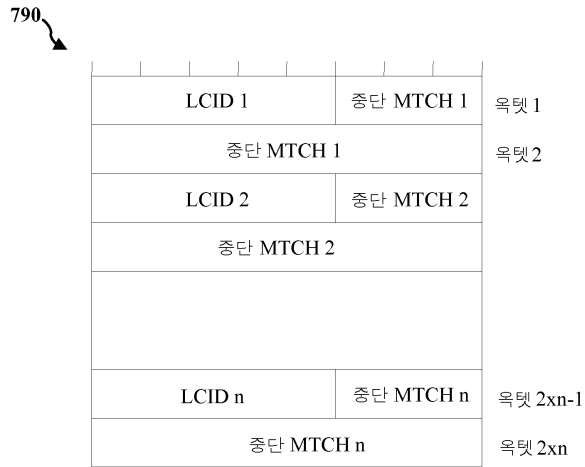 790
LCID 1 중단 MTCH 1 옥텟 1
중단 MTCH 1 옥텟 2
LCID 2 중단 MTCH 2
중단 MTCH 2
LCID n 중단 MTCH n 옥텟 2xn-1
중단 MTCH n 옥텟 2xn